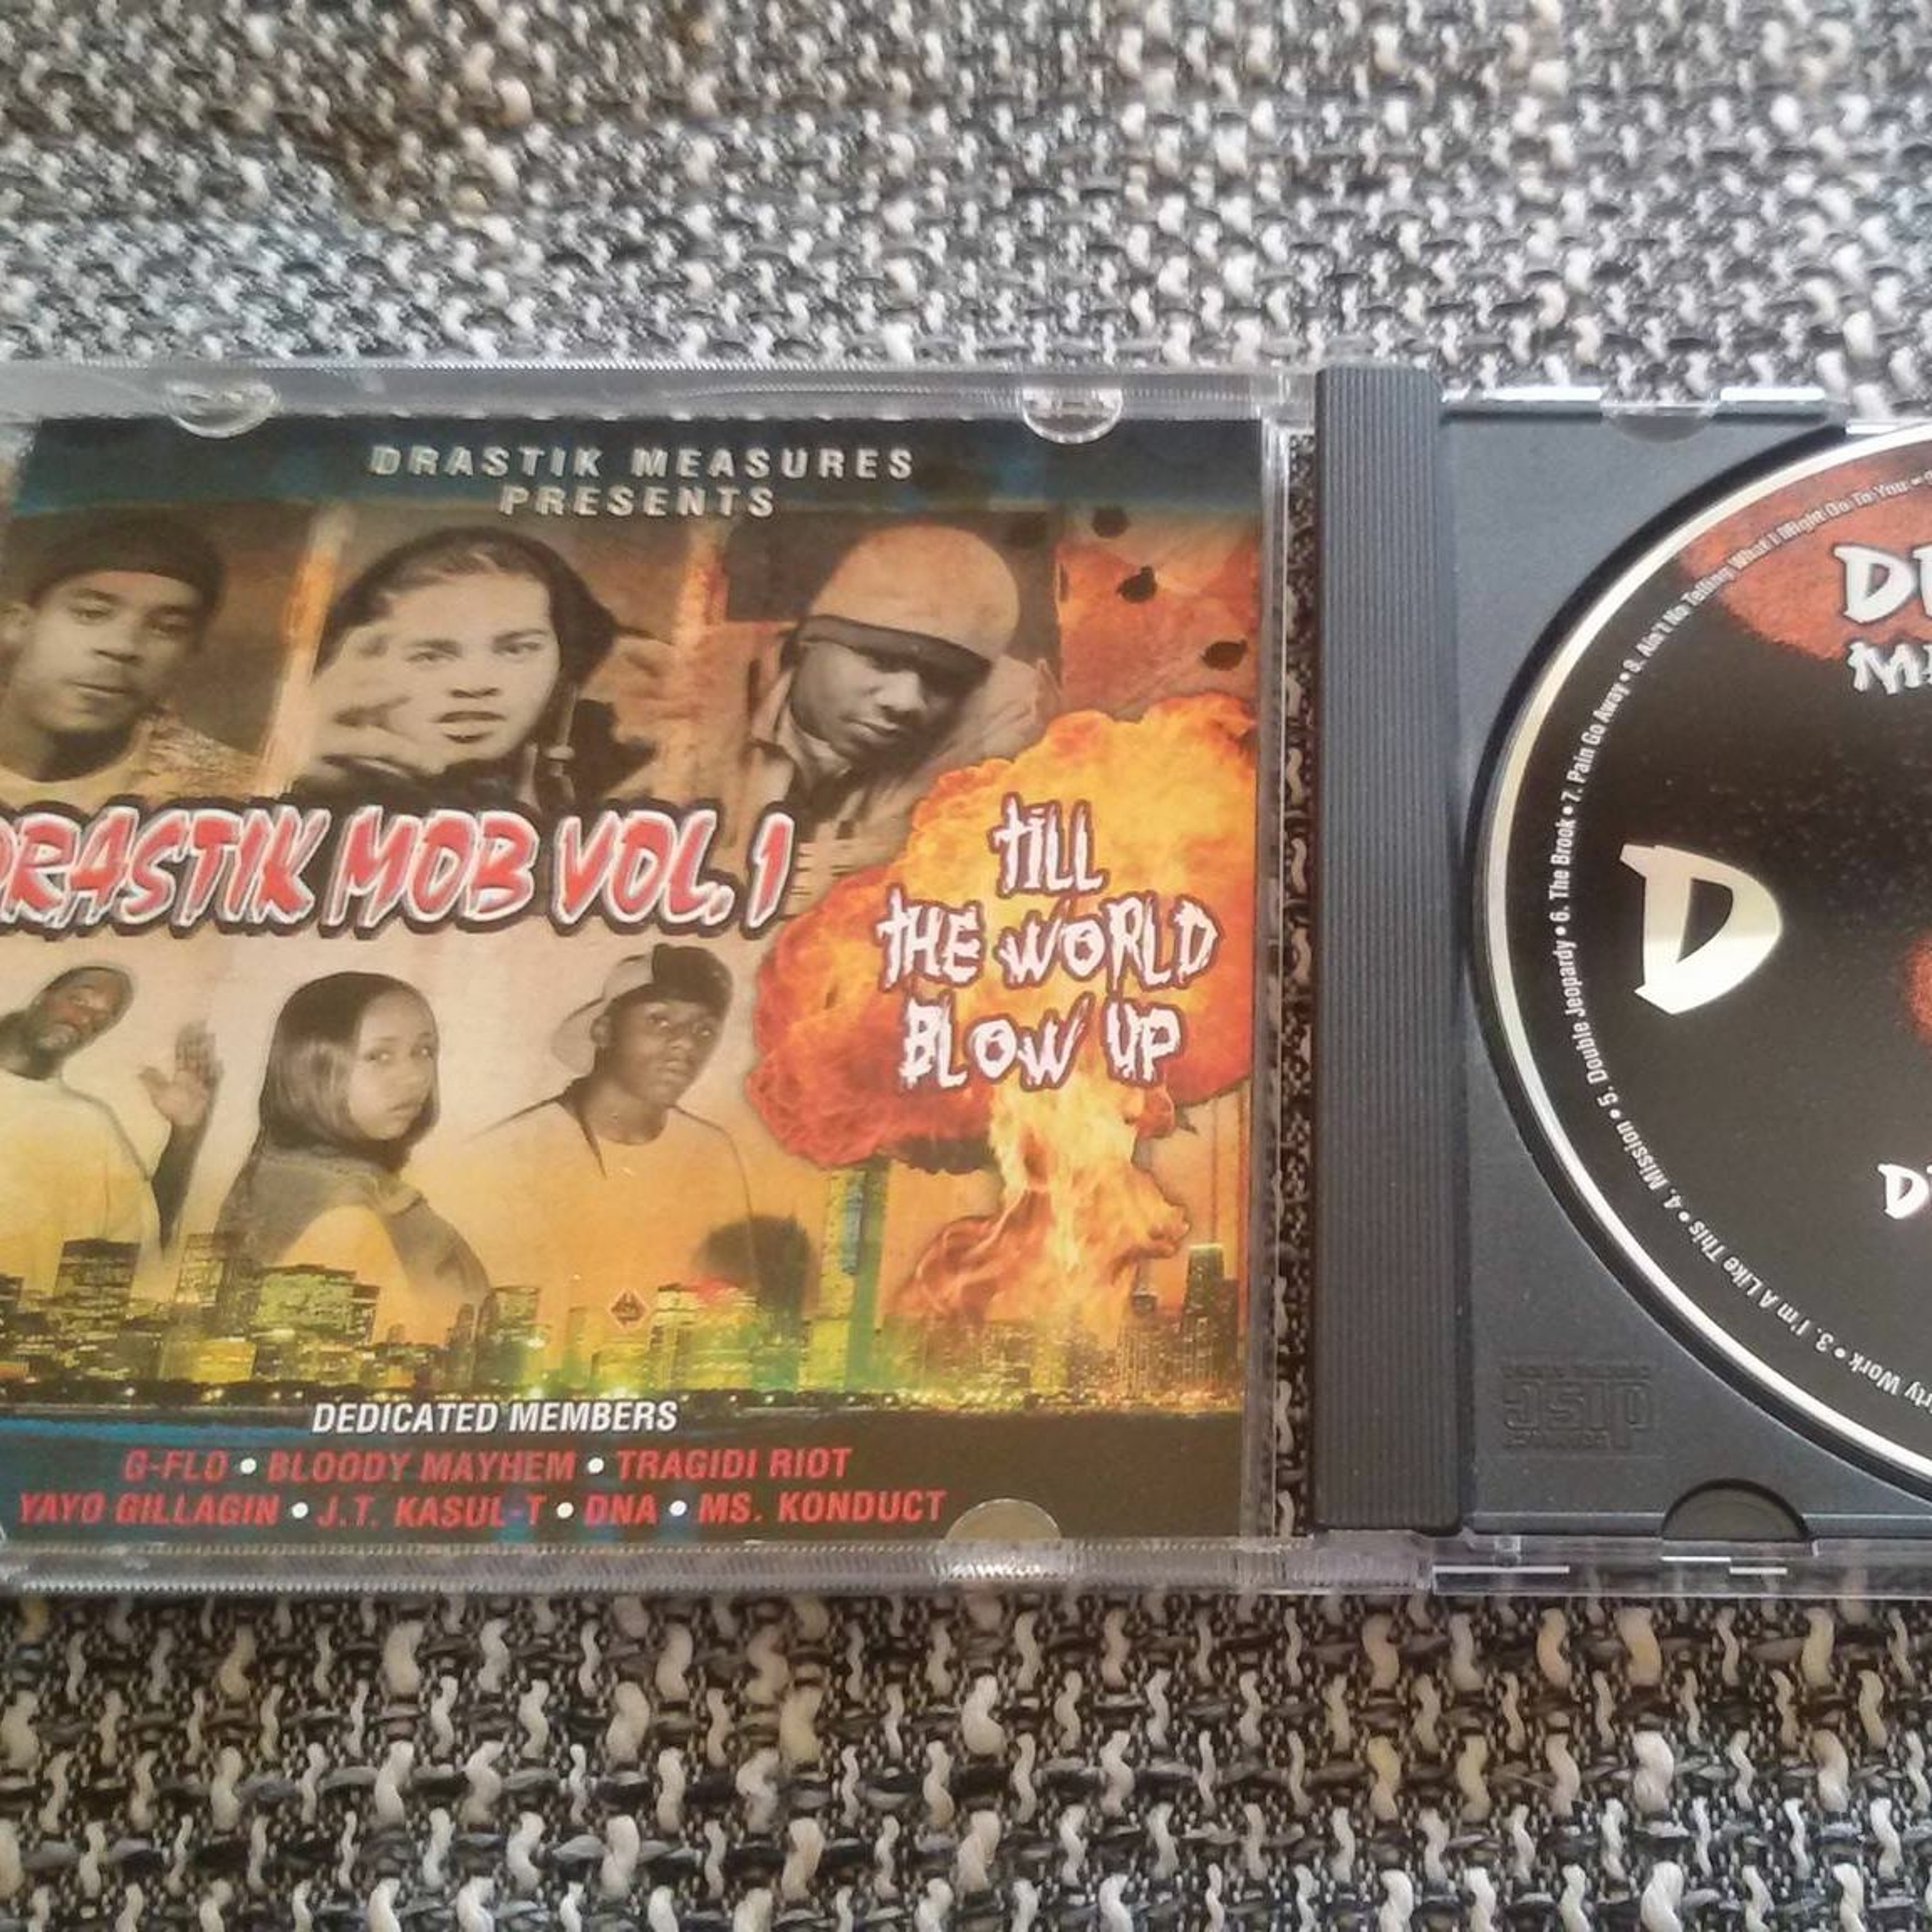 DRASTIK MEASURES
PRESENTS
DRASTIK MOB VOL. 1
TILL
THE WORLD
BLOW UP
DEDICATED MEMBERS
G-FLO • BLOODY MAYHEM • TRAGIDI RIOT
YAYO GILLAGIN • J.T. KASUL-T • DNA • MS. KONDUCT
D
3. I'm A Like This • 4. Mission • 5. Double Jeopardy • 6. The Brook • 7. Pain Go Away • 8. Ain't No Telling What I Might Do To You •
disc